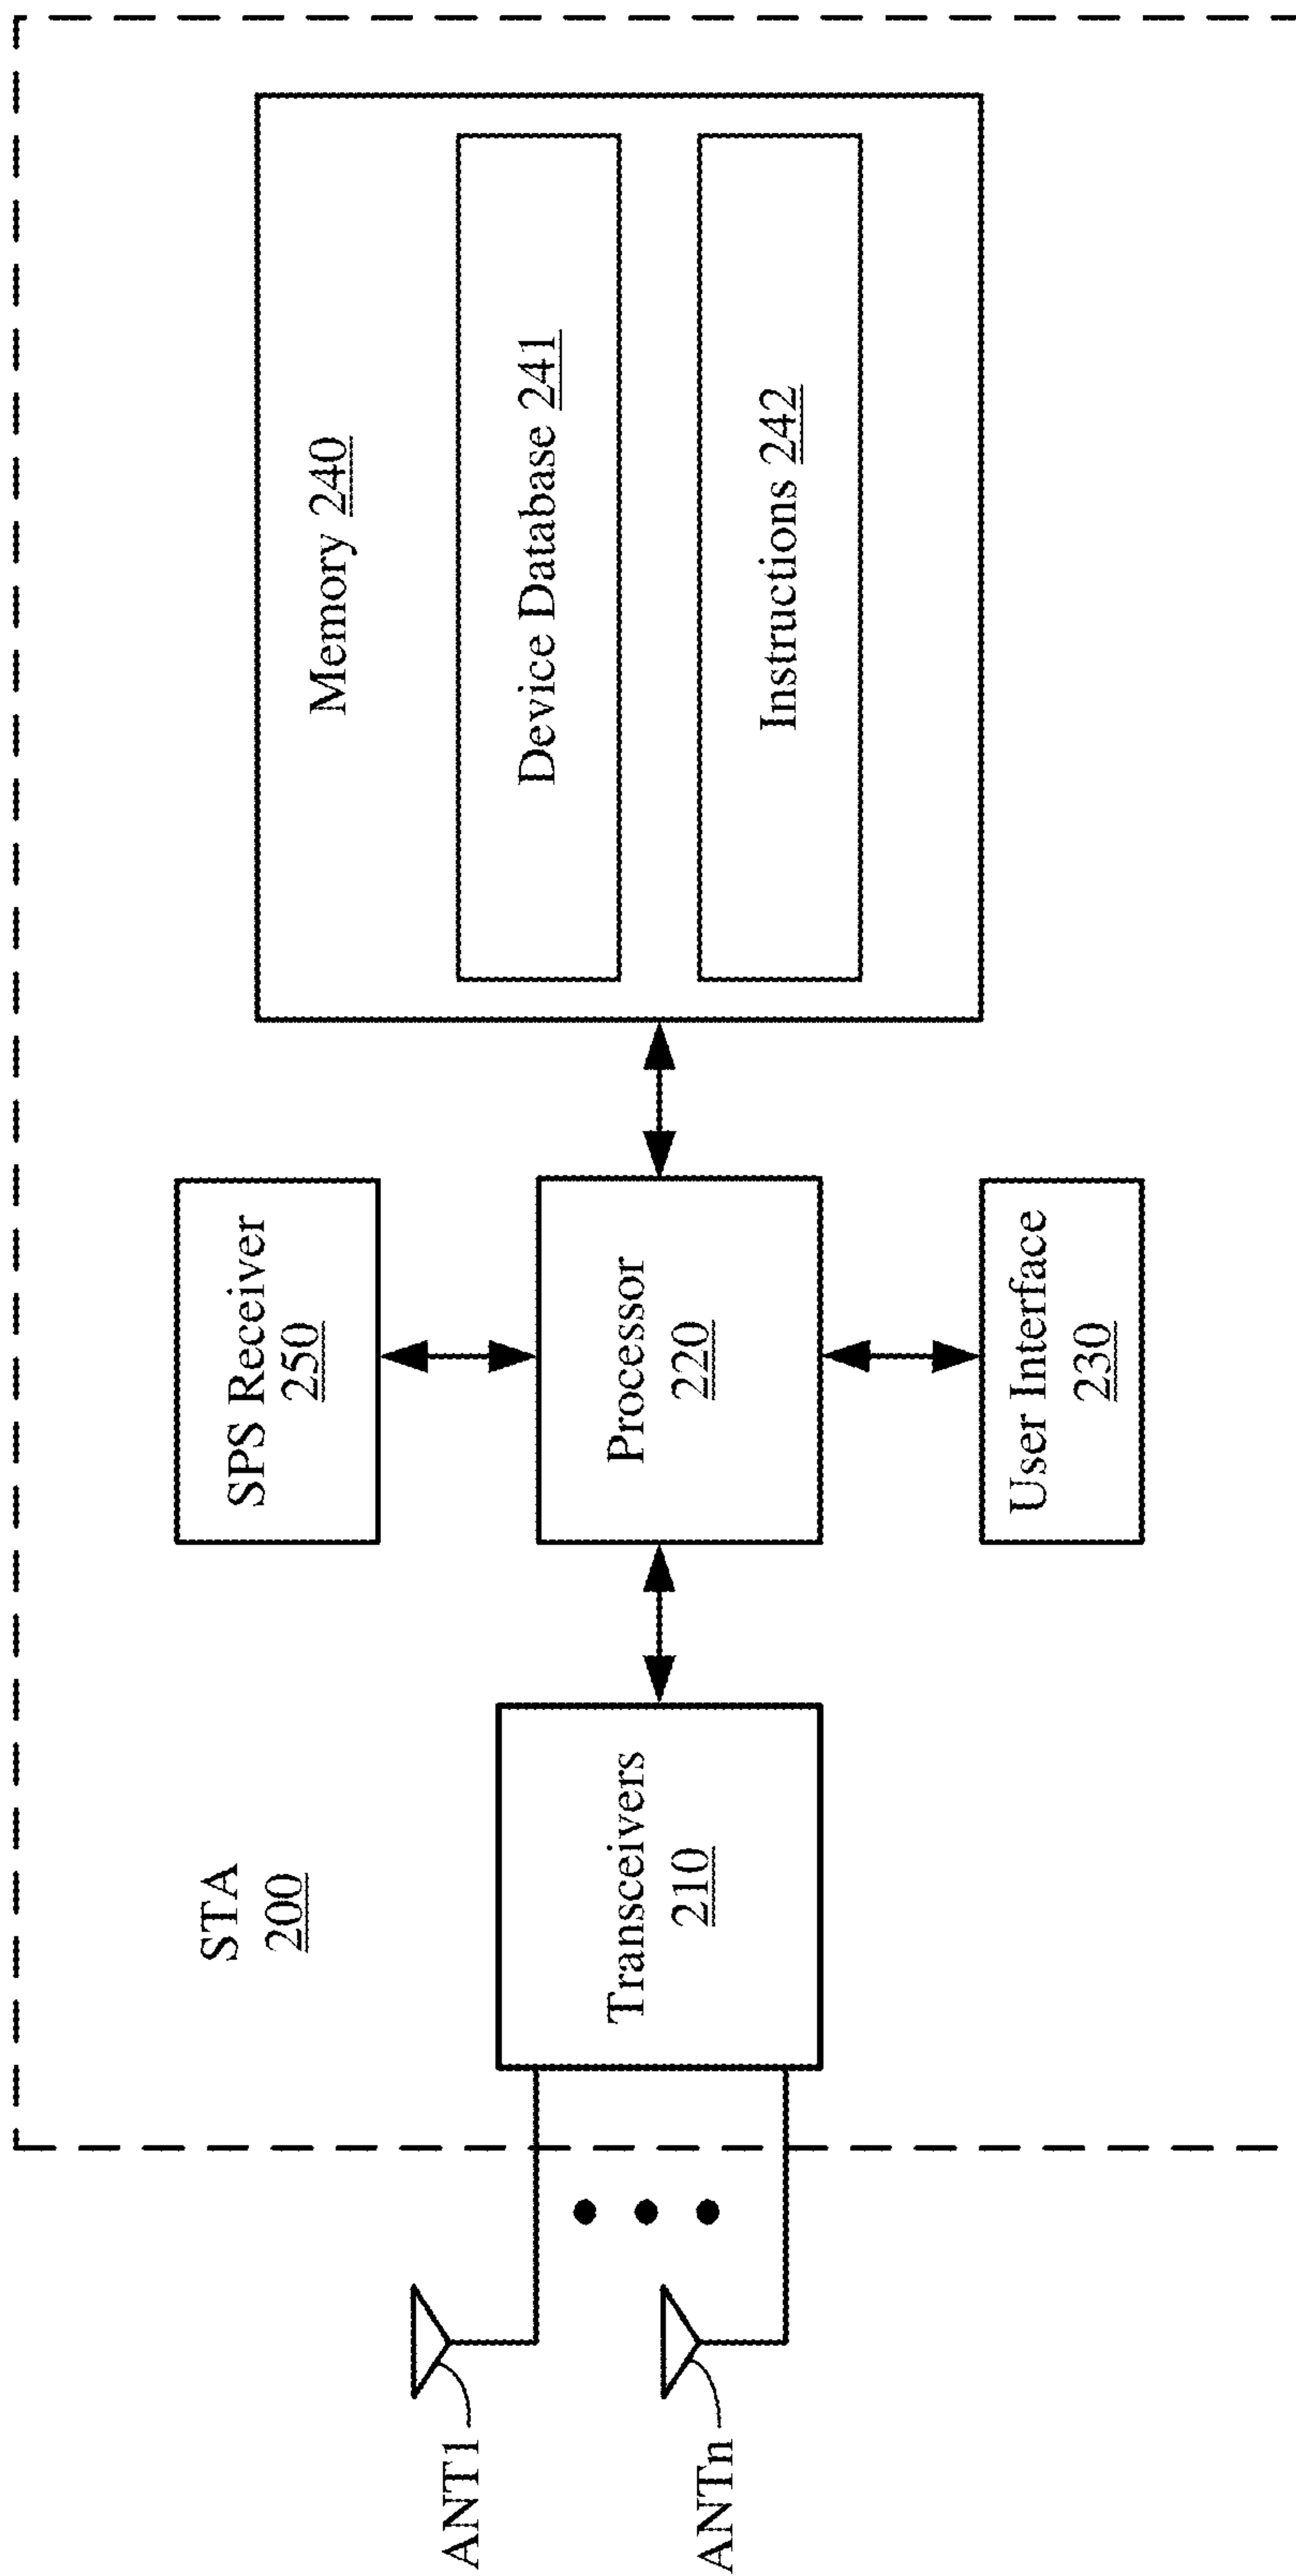 STA
200
SPS Receiver
250
Memory 240
Device Database 241
Instructions 242
Processor
220
Transceivers
210
User Interface
230
ANT1
ANTn